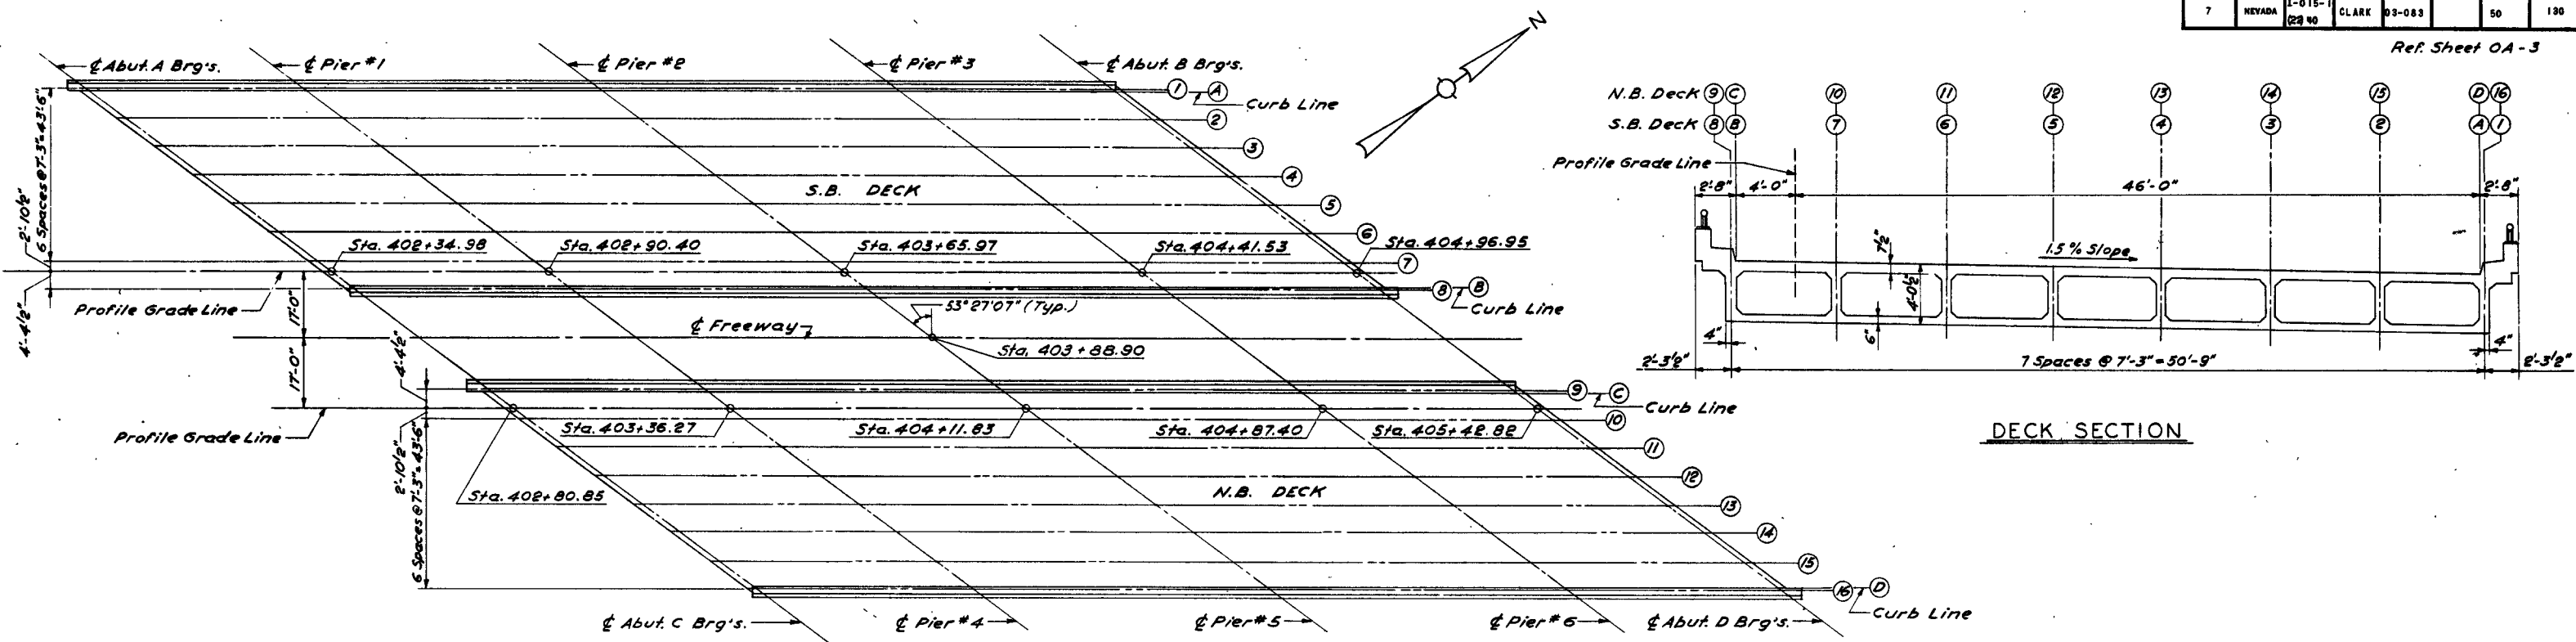 7 NEVADA I-015-1 (22) 40 CLARK 03-083 50 130
Ref. Sheet OA-3
N
℄ Abut. A Brg's.
℄ Pier #1
℄ Pier #2
℄ Pier #3
℄ Abut. B Brg's.
1 A
Curb Line
2
3
4
5
6
7
8 B
Curb Line
6 Spaces @ 7'-3" = 43'-6"
2'-10½"
4'-4½"
S.B. DECK
Sta. 402+34.98
Sta. 402+90.40
Sta. 403+65.97
Sta. 404+41.53
Sta. 404+96.95
Profile Grade Line
17'-0"
17'-0"
53°27'07" (Typ.)
℄ Freeway
Sta. 403+88.90
4'-4½"
2'-10½"
6 Spaces @ 7'-3" = 43'-6"
9 C
Curb Line
10
11
12
13
14
15
16 D
Curb Line
Profile Grade Line
Sta. 402+80.85
Sta. 403+36.27
Sta. 404+11.83
Sta. 404+87.40
Sta. 405+42.82
N.B. DECK
℄ Abut. C Brg's.
℄ Pier #4
℄ Pier #5
℄ Pier #6
℄ Abut. D Brg's.
N.B. Deck 9 C 10 11 12 13 14 15 D 16
S.B. Deck 8 B 7 6 5 4 3 2 A 1
Profile Grade Line
2'-8" 4'-0" 46'-0" 2'-8"
7½"
1.5% Slope
4'-0½"
6"
4" 4"
2'-3½" 7 Spaces @ 7'-3" = 50'-9" 2'-3½"
DECK SECTION